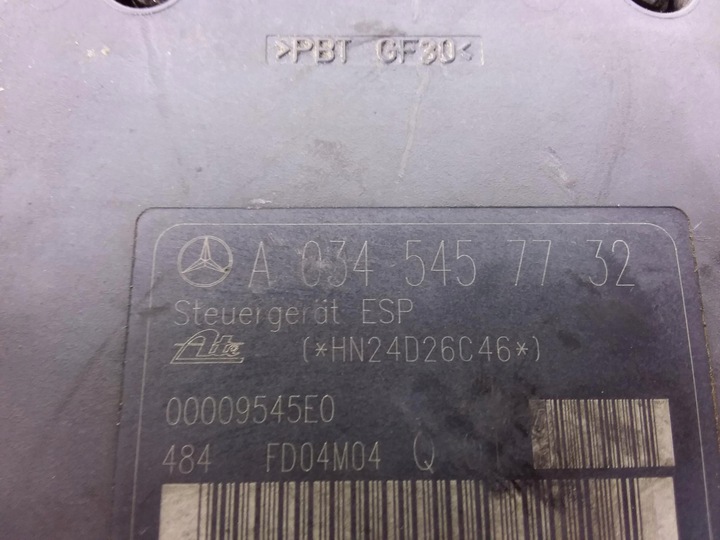 >PBT GF30<
A 034 545 77 32
Steuergerät ESP
Ate (*HN24D26C46*)
00009545E0
484 FD04M04 Q